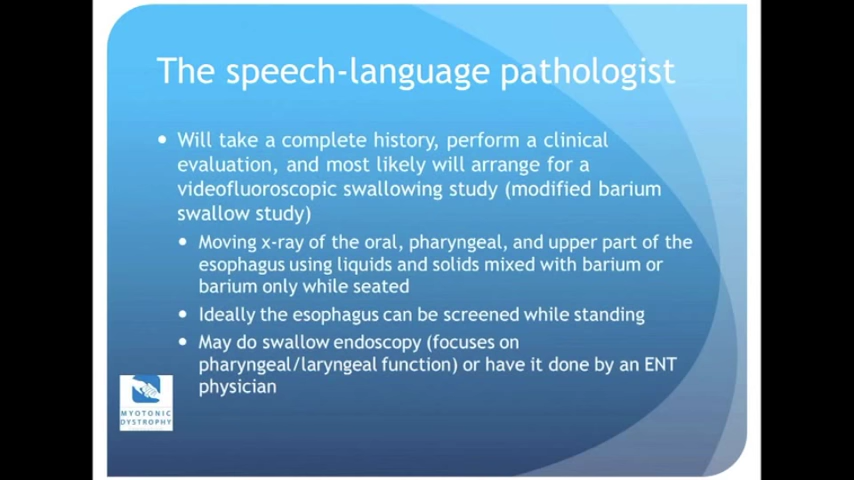 The speech-language pathologist
• Will take a complete history, perform a clinical
evaluation, and most likely will arrange for a
videofluoroscopic swallowing study (modified barium
swallow study)
• Moving x-ray of the oral, pharyngeal, and upper part of the
esophagus using liquids and solids mixed with barium or
barium only while seated
• Ideally the esophagus can be screened while standing
• May do swallow endoscopy (focuses on
pharyngeal/laryngeal function) or have it done by an ENT
physician
MYOTONIC
DYSTROPHY